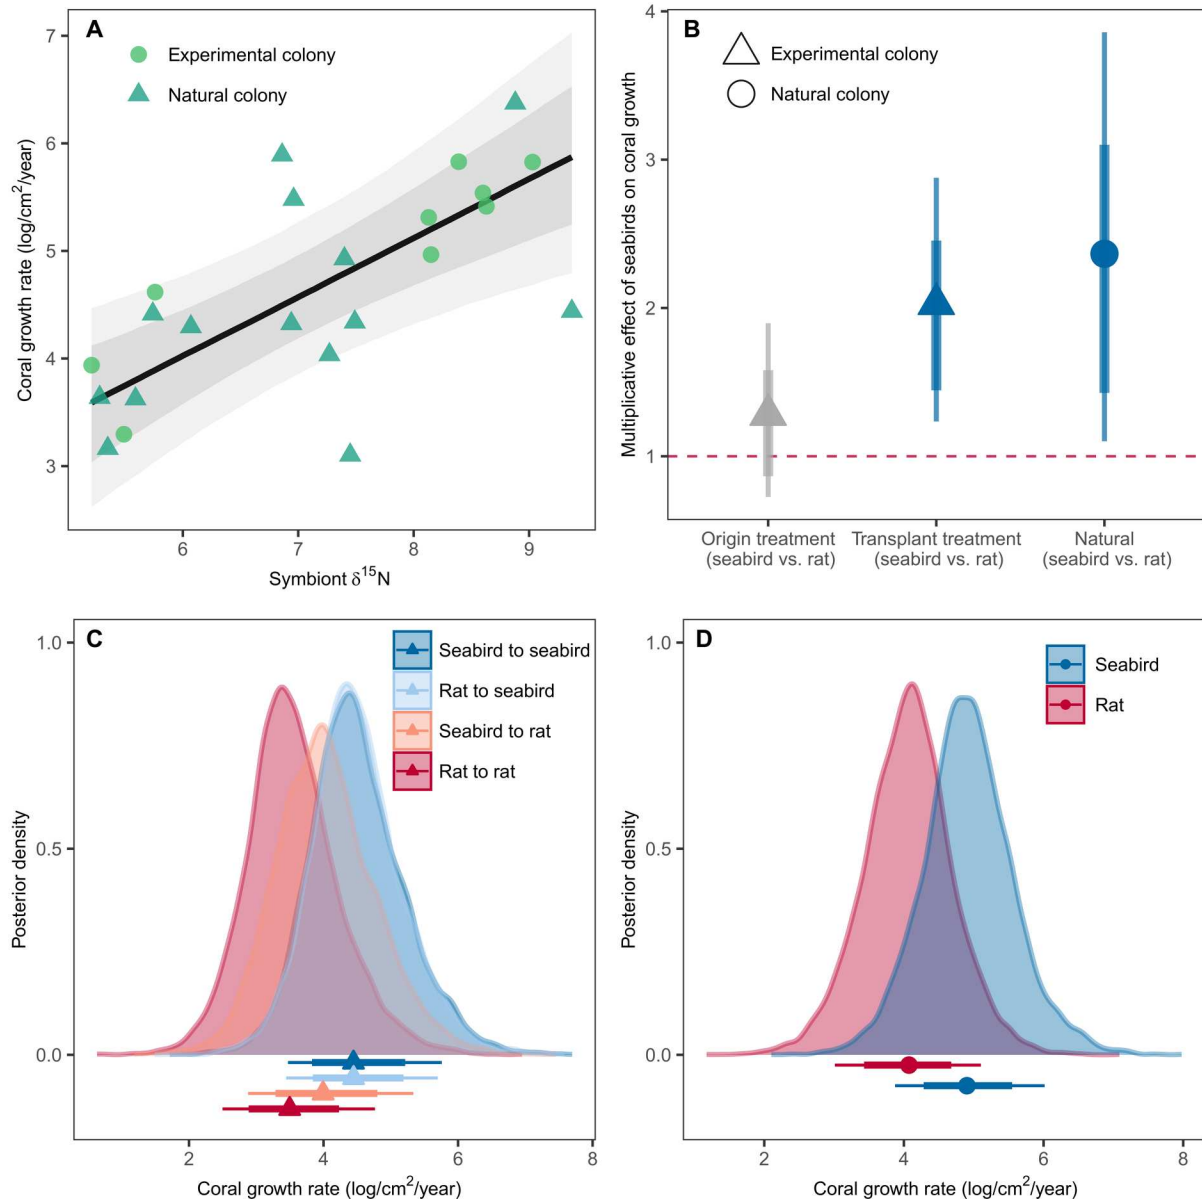 A
Experimental colony
Natural colony
Coral growth rate (log/cm²/year)
7
6
5
4
3
6
7
8
9
Symbiont δ¹⁵N
B
Experimental colony
Natural colony
Multiplicative effect of seabirds on coral growth
4
3
2
1
Origin treatment
(seabird vs. rat)
Transplant treatment
(seabird vs. rat)
Natural
(seabird vs. rat)
C
Seabird to seabird
Rat to seabird
Seabird to rat
Rat to rat
Posterior density
1.0
0.5
0.0
2
4
6
8
Coral growth rate (log/cm²/year)
D
Seabird
Rat
Posterior density
1.0
0.5
0.0
2
4
6
8
Coral growth rate (log/cm²/year)